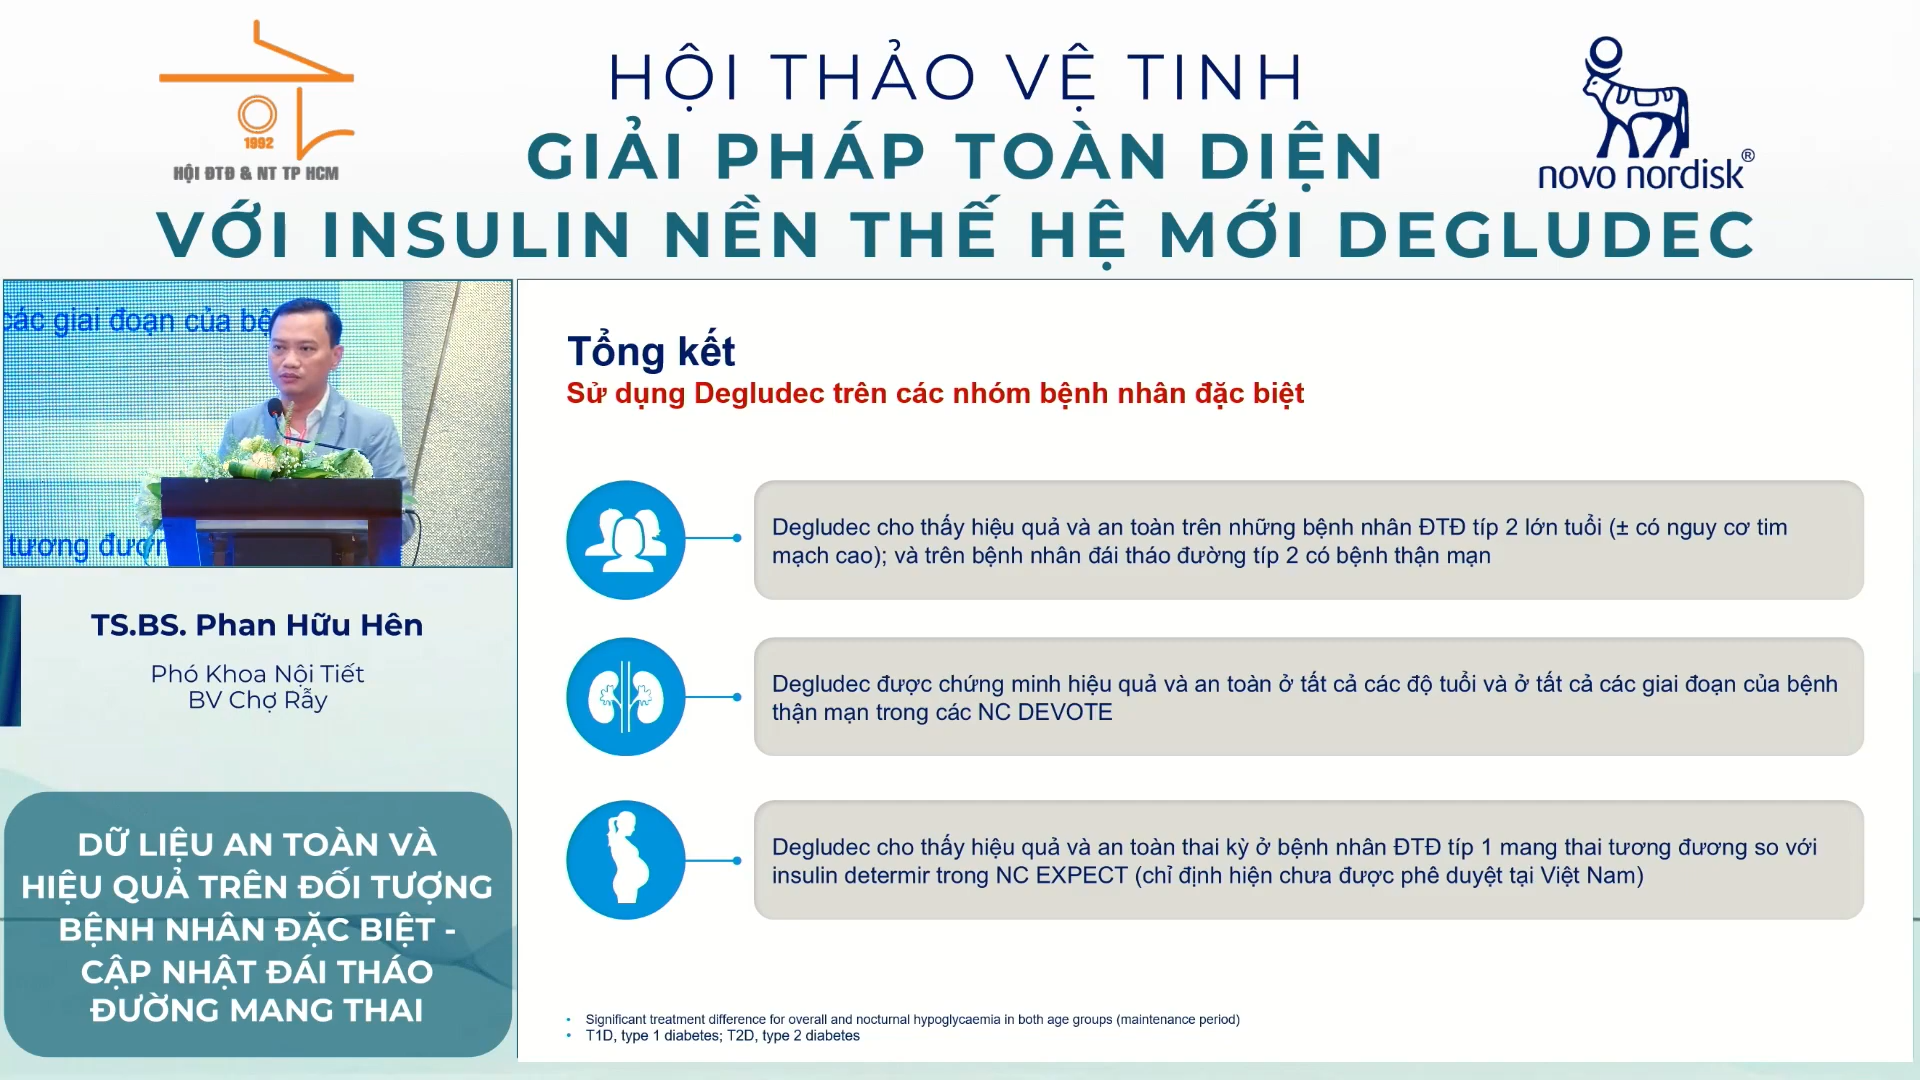 HỘI THẢO VỆ TINH
GIẢI PHÁP TOÀN DIỆN
VỚI INSULIN NỀN THẾ HỆ MỚI DEGLUDEC
1992
HỘI ĐTĐ & NT TP HCM
novo nordisk®
các giai đoạn của bệ
tương đươ
TS.BS. Phan Hữu Hên
Phó Khoa Nội Tiết
BV Chợ Rẫy
DỮ LIỆU AN TOÀN VÀ
HIỆU QUẢ TRÊN ĐỐI TƯỢNG
BỆNH NHÂN ĐẶC BIỆT -
CẬP NHẬT ĐÁI THÁO
ĐƯỜNG MANG THAI
Tổng kết
Sử dụng Degludec trên các nhóm bệnh nhân đặc biệt
Degludec cho thấy hiệu quả và an toàn trên những bệnh nhân ĐTĐ típ 2 lớn tuổi (± có nguy cơ tim
mạch cao); và trên bệnh nhân đái tháo đường típ 2 có bệnh thận mạn
Degludec được chứng minh hiệu quả và an toàn ở tất cả các độ tuổi và ở tất cả các giai đoạn của bệnh
thận mạn trong các NC DEVOTE
Degludec cho thấy hiệu quả và an toàn thai kỳ ở bệnh nhân ĐTĐ típ 1 mang thai tương đương so với
insulin determir trong NC EXPECT (chỉ định hiện chưa được phê duyệt tại Việt Nam)
• Significant treatment difference for overall and nocturnal hypoglycaemia in both age groups (maintenance period)
• T1D, type 1 diabetes; T2D, type 2 diabetes